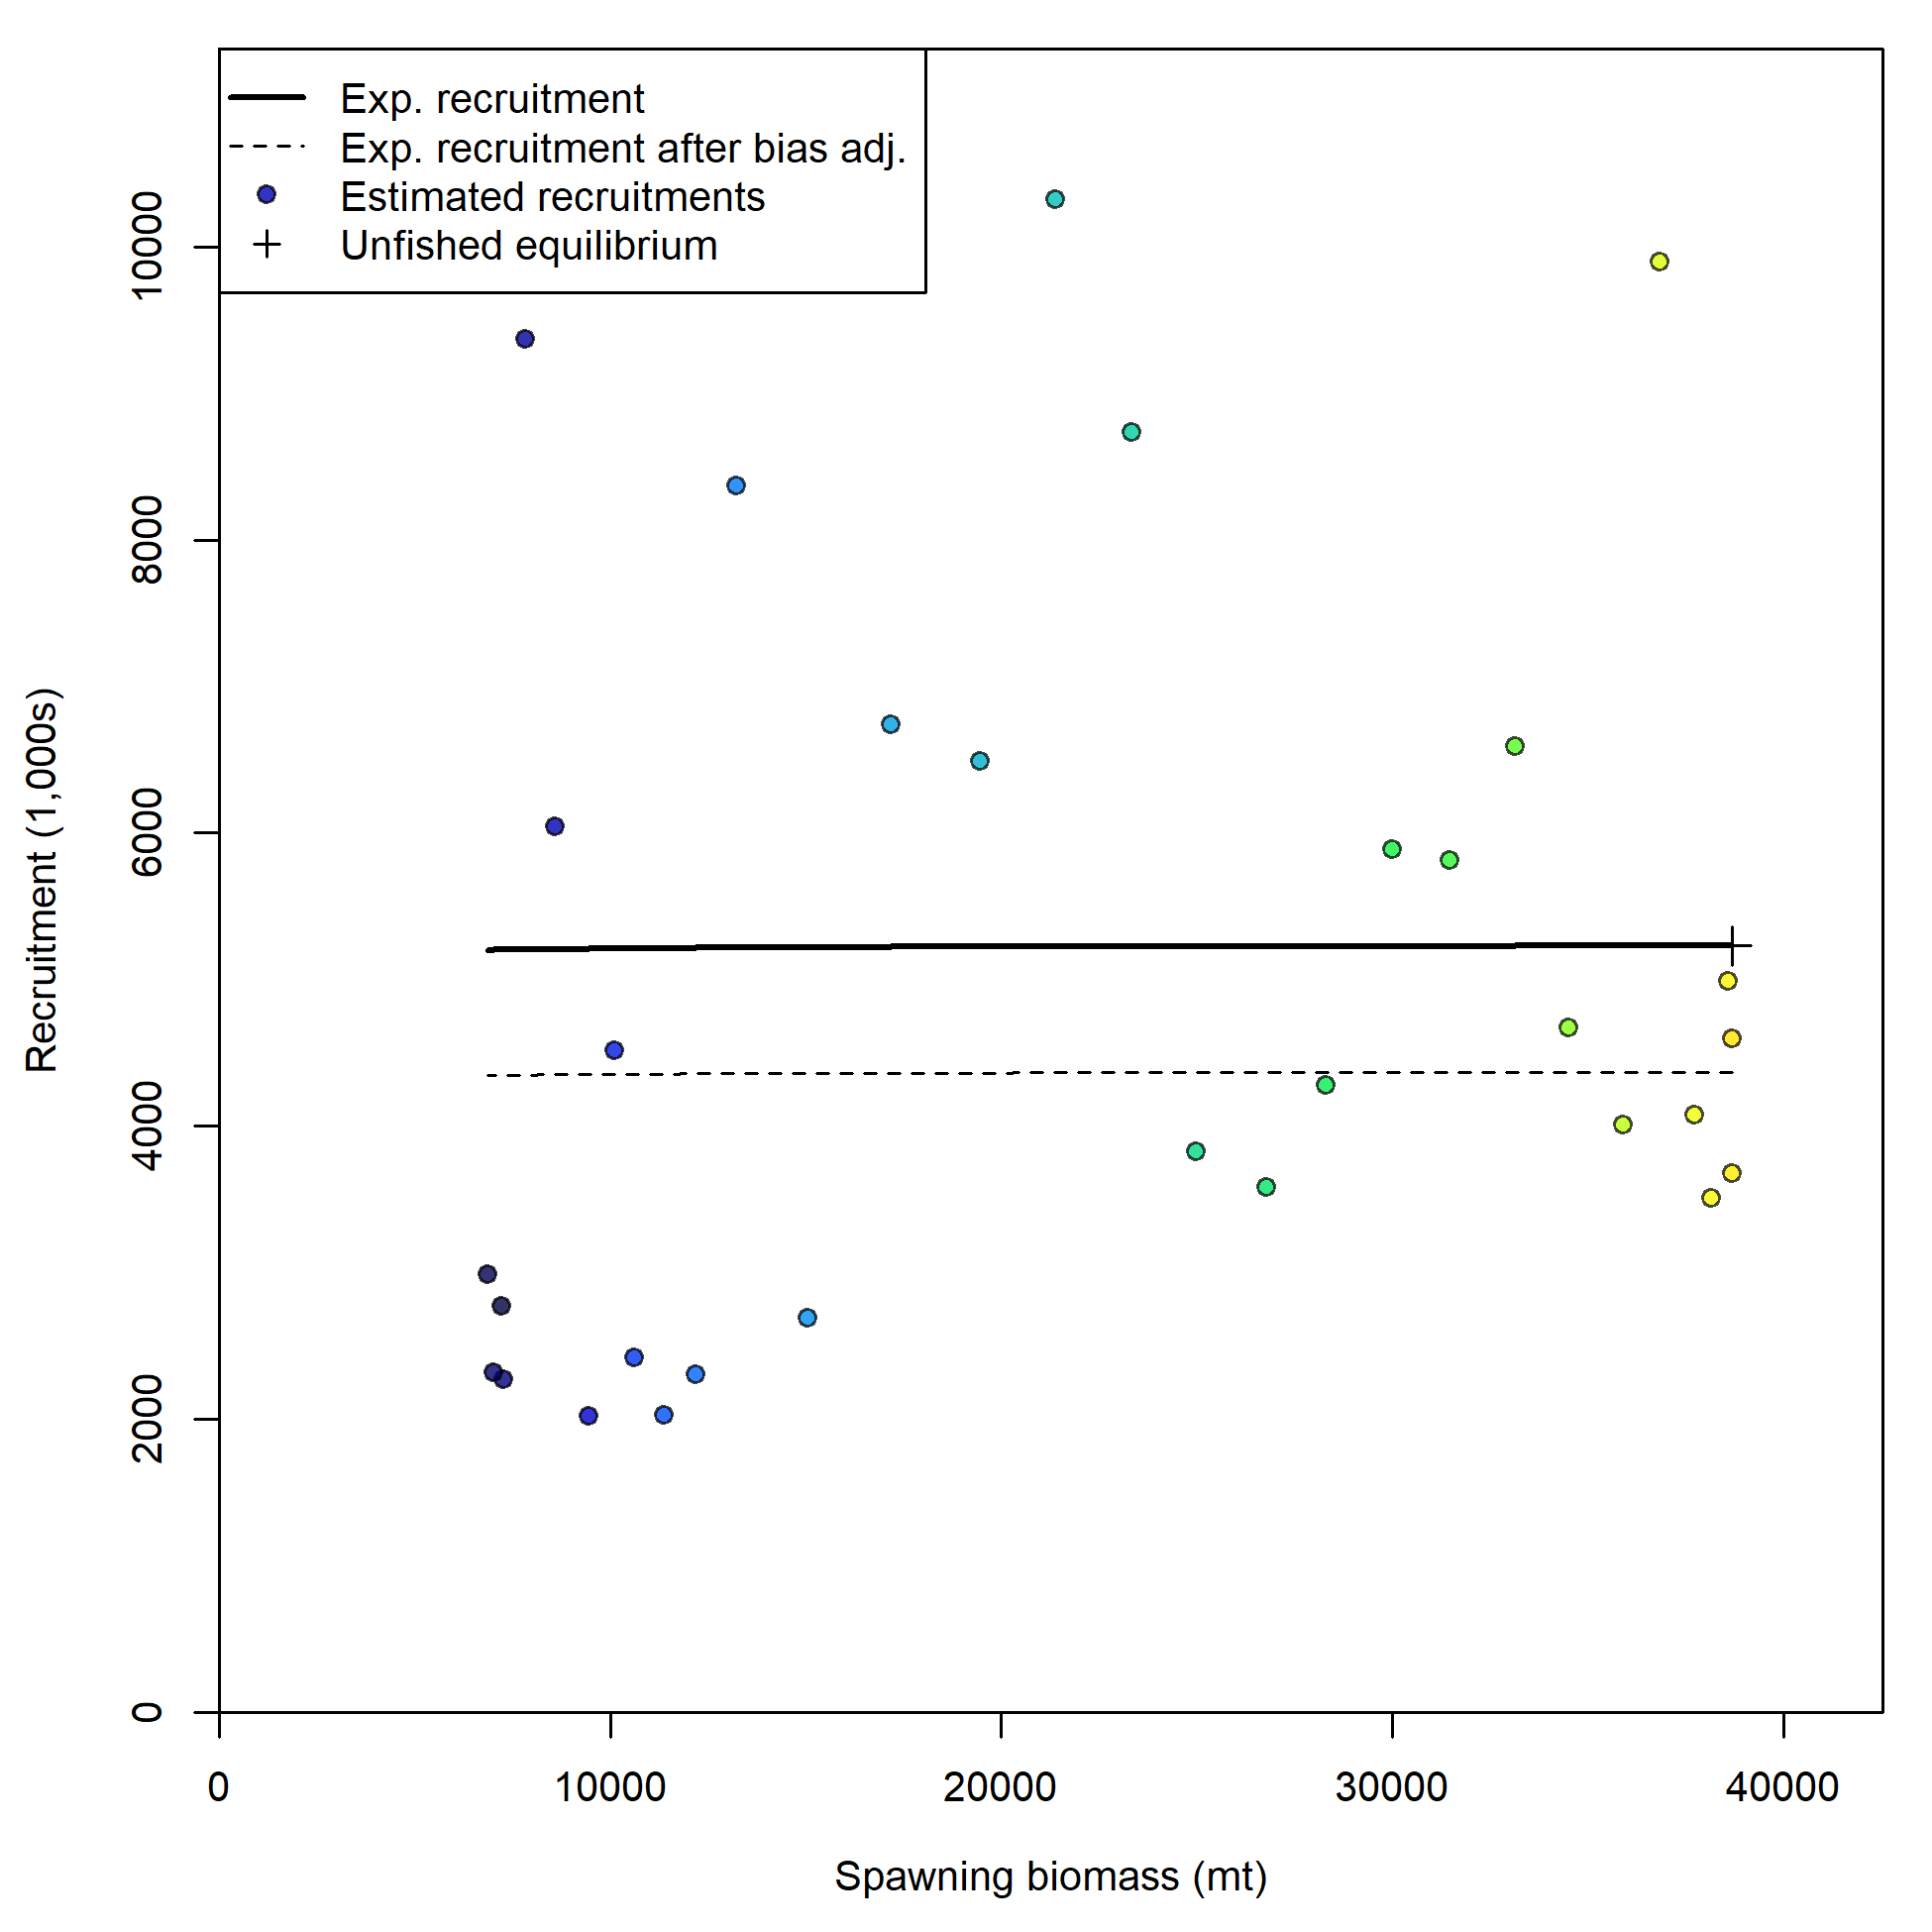 Exp. recruitment
Exp. recruitment after bias adj.
Estimated recruitments
Unfished equilibrium
10000
8000
6000
4000
2000
0
Recruitment (1,000s)
0 10000 20000 30000 40000
Spawning biomass (mt)